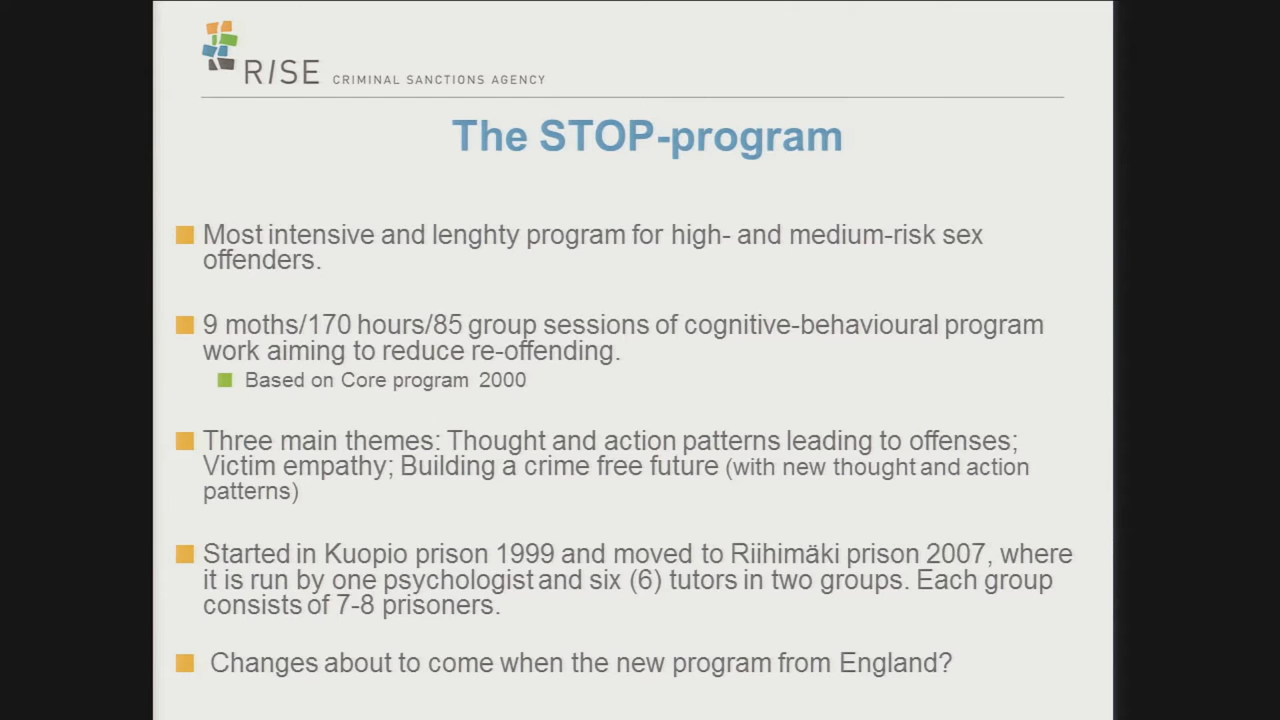 RISE CRIMINAL SANCTIONS AGENCY
The STOP-program
Most intensive and lenghty program for high- and medium-risk sex
offenders.
9 moths/170 hours/85 group sessions of cognitive-behavioural program
work aiming to reduce re-offending.
Based on Core program 2000
Three main themes: Thought and action patterns leading to offenses;
Victim empathy; Building a crime free future (with new thought and action
patterns)
Started in Kuopio prison 1999 and moved to Riihimäki prison 2007, where
it is run by one psychologist and six (6) tutors in two groups. Each group
consists of 7-8 prisoners.
Changes about to come when the new program from England?